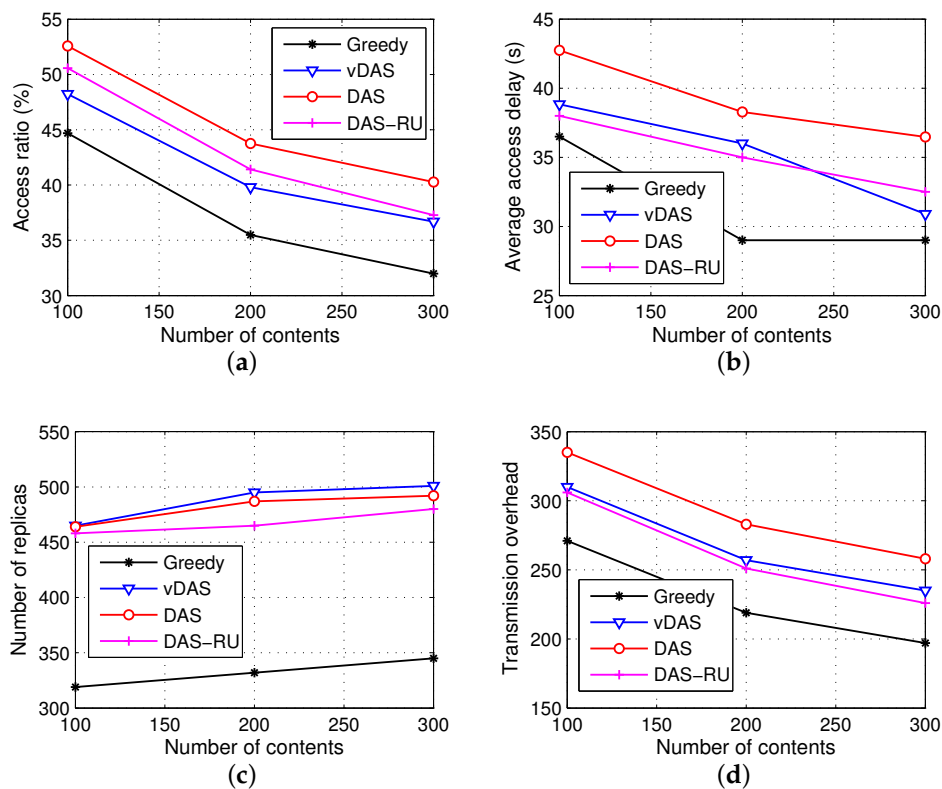 55
50
45
40
35
30
Access ratio (%)
Greedy
vDAS
DAS
DAS−RU
100 150 200 250 300
Number of contents
(a)
45
40
35
30
25
Average access delay (s)
Greedy
vDAS
DAS
DAS−RU
100 150 200 250 300
Number of contents
(b)
550
500
450
400
350
300
Number of replicas
Greedy
vDAS
DAS
DAS−RU
100 150 200 250 300
Number of contents
(c)
350
300
250
200
150
Transmission overhead
Greedy
vDAS
DAS
DAS−RU
100 150 200 250 300
Number of contents
(d)